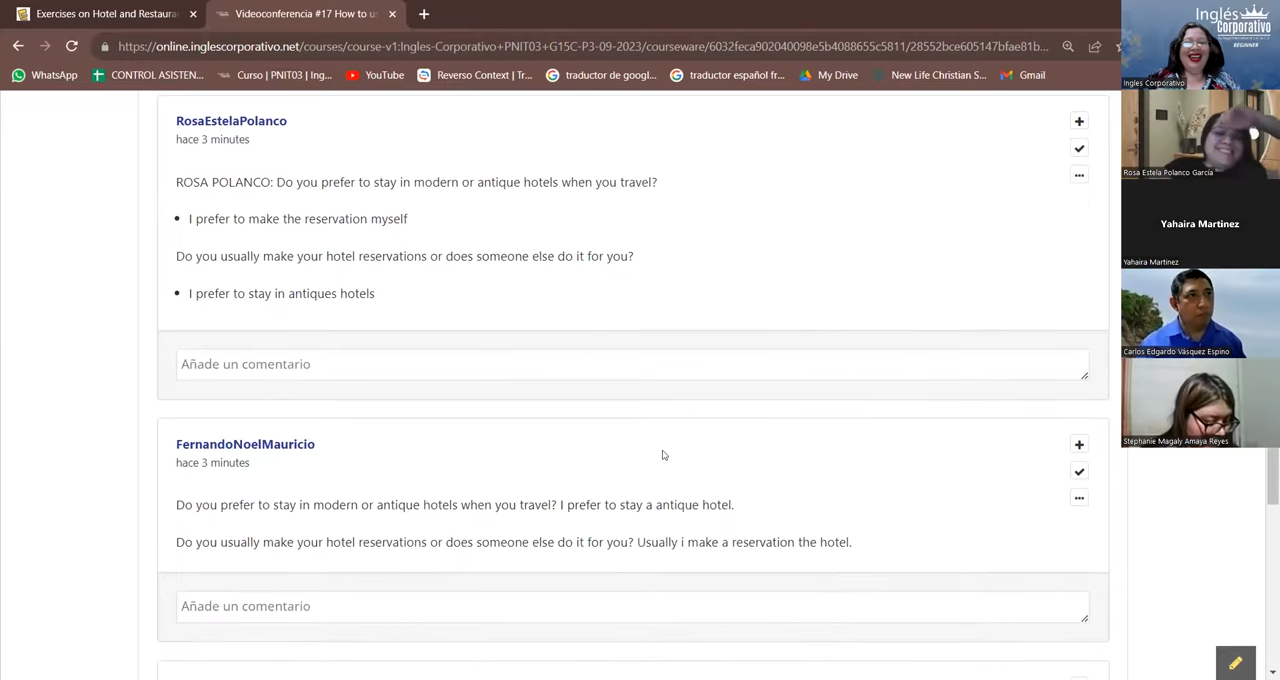 Exercises on Hotel and Restaura
Videoconferencia #17 How to u
https://online.inglescorporativo.net/courses/course-v1:Ingles-Corporativo+PNIT03+G15C-P3-09-2023/courseware/6032feca902040098e5b4088655c5811/28552bce605147bfae81b...
WhatsApp
CONTROL ASISTEN...
Curso | PNIT03 | Ing...
YouTube
Reverso Context | Tr...
traductor de googl...
traductor español fr...
My Drive
New Life Christian S...
Gmail
RosaEstelaPolanco
hace 3 minutes
ROSA POLANCO: Do you prefer to stay in modern or antique hotels when you travel?
• I prefer to make the reservation myself
Do you usually make your hotel reservations or does someone else do it for you?
• I prefer to stay in antiques hotels
Añade un comentario
FernandoNoelMauricio
hace 3 minutes
Do you prefer to stay in modern or antique hotels when you travel? I prefer to stay a antique hotel.
Do you usually make your hotel reservations or does someone else do it for you? Usually i make a reservation the hotel.
Añade un comentario
Inglés
Corporativo
BEGINNER
Ingles Corporativo
Rosa Estela Polanco García
Yahaira Martinez
Yahaira Martinez
Carlos Edgardo Vásquez Espino
Stephanie Magaly Amaya Reyes